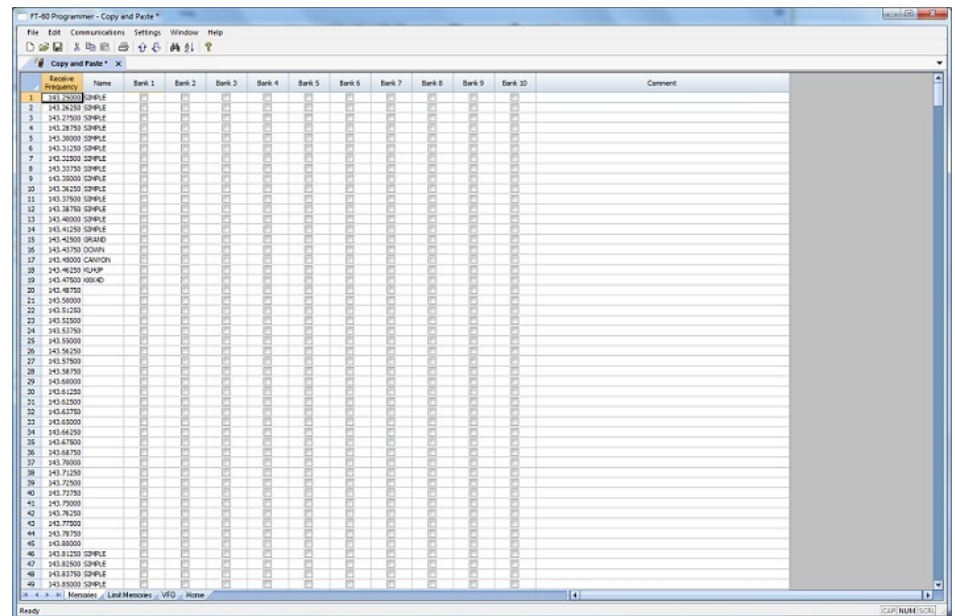 FT-60 Programmer - Copy and Paste *
File Edit Communications Settings Window Help
Copy and Paste * X
Receive Frequency Name Bank 1 Bank 2 Bank 3 Bank 4 Bank 5 Bank 6 Bank 7 Bank 8 Bank 9 Bank 10 Comment
1 143.25000 SIMPLE
2 143.26250 SIMPLE
3 143.27500 SIMPLE
4 143.28750 SIMPLE
5 143.30000 SIMPLE
6 143.31250 SIMPLE
7 143.32500 SIMPLE
8 143.33750 SIMPLE
9 143.35000 SIMPLE
10 143.36250 SIMPLE
11 143.37500 SIMPLE
12 143.38750 SIMPLE
13 143.40000 SIMPLE
14 143.41250 SIMPLE
15 143.42500 GRAND
16 143.43750 DOWN
17 143.45000 CANYON
18 143.46250
19 143.47500
20 143.48750
21 143.50000
22 143.51250
23 143.52500
24 143.53750
25 143.55000
26 143.56250
27 143.57500
28 143.58750
29 143.60000
30 143.61250
31 143.62500
32 143.63750
33 143.65000
34 143.66250
35 143.67500
36 143.68750
37 143.70000
38 143.71250
39 143.72500
40 143.73750
41 143.75000
42 143.76250
43 143.77500
44 143.78750
45 143.80000
46 143.81250 SIMPLE
47 143.82500 SIMPLE
48 143.83750 SIMPLE
49 143.85000 SIMPLE
Memories Limit Memories VFO Home
Ready CAP NUM SCRL